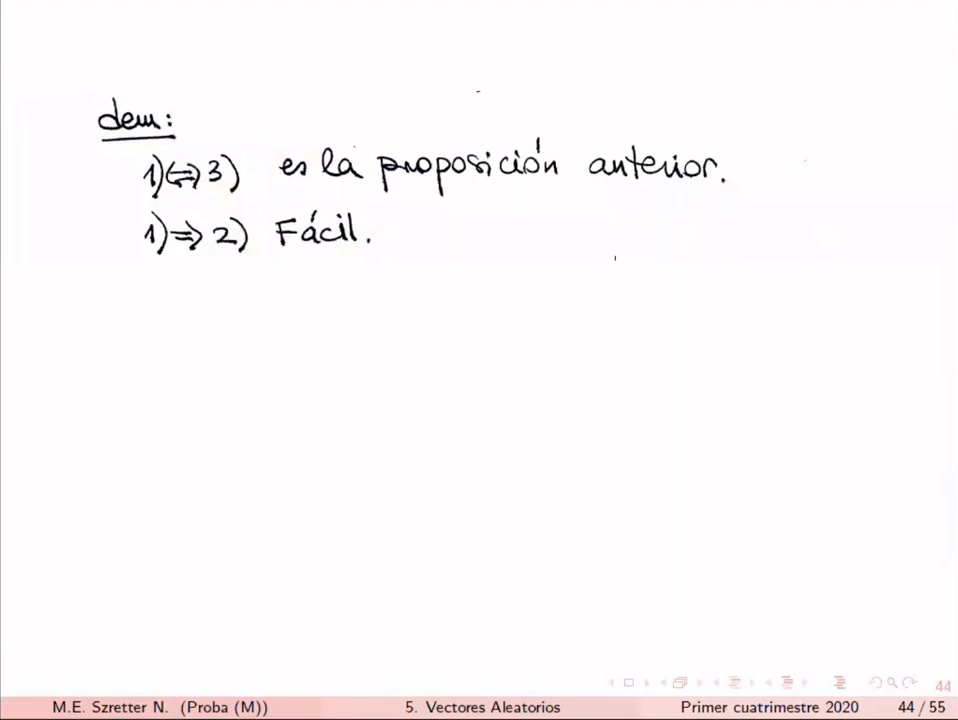 dem:
1)⇔3) es la proposición anterior.
1)⇒2) Fácil.
44
M.E. Szretter N. (Proba (M)) 5. Vectores Aleatorios Primer cuatrimestre 2020 44 / 55